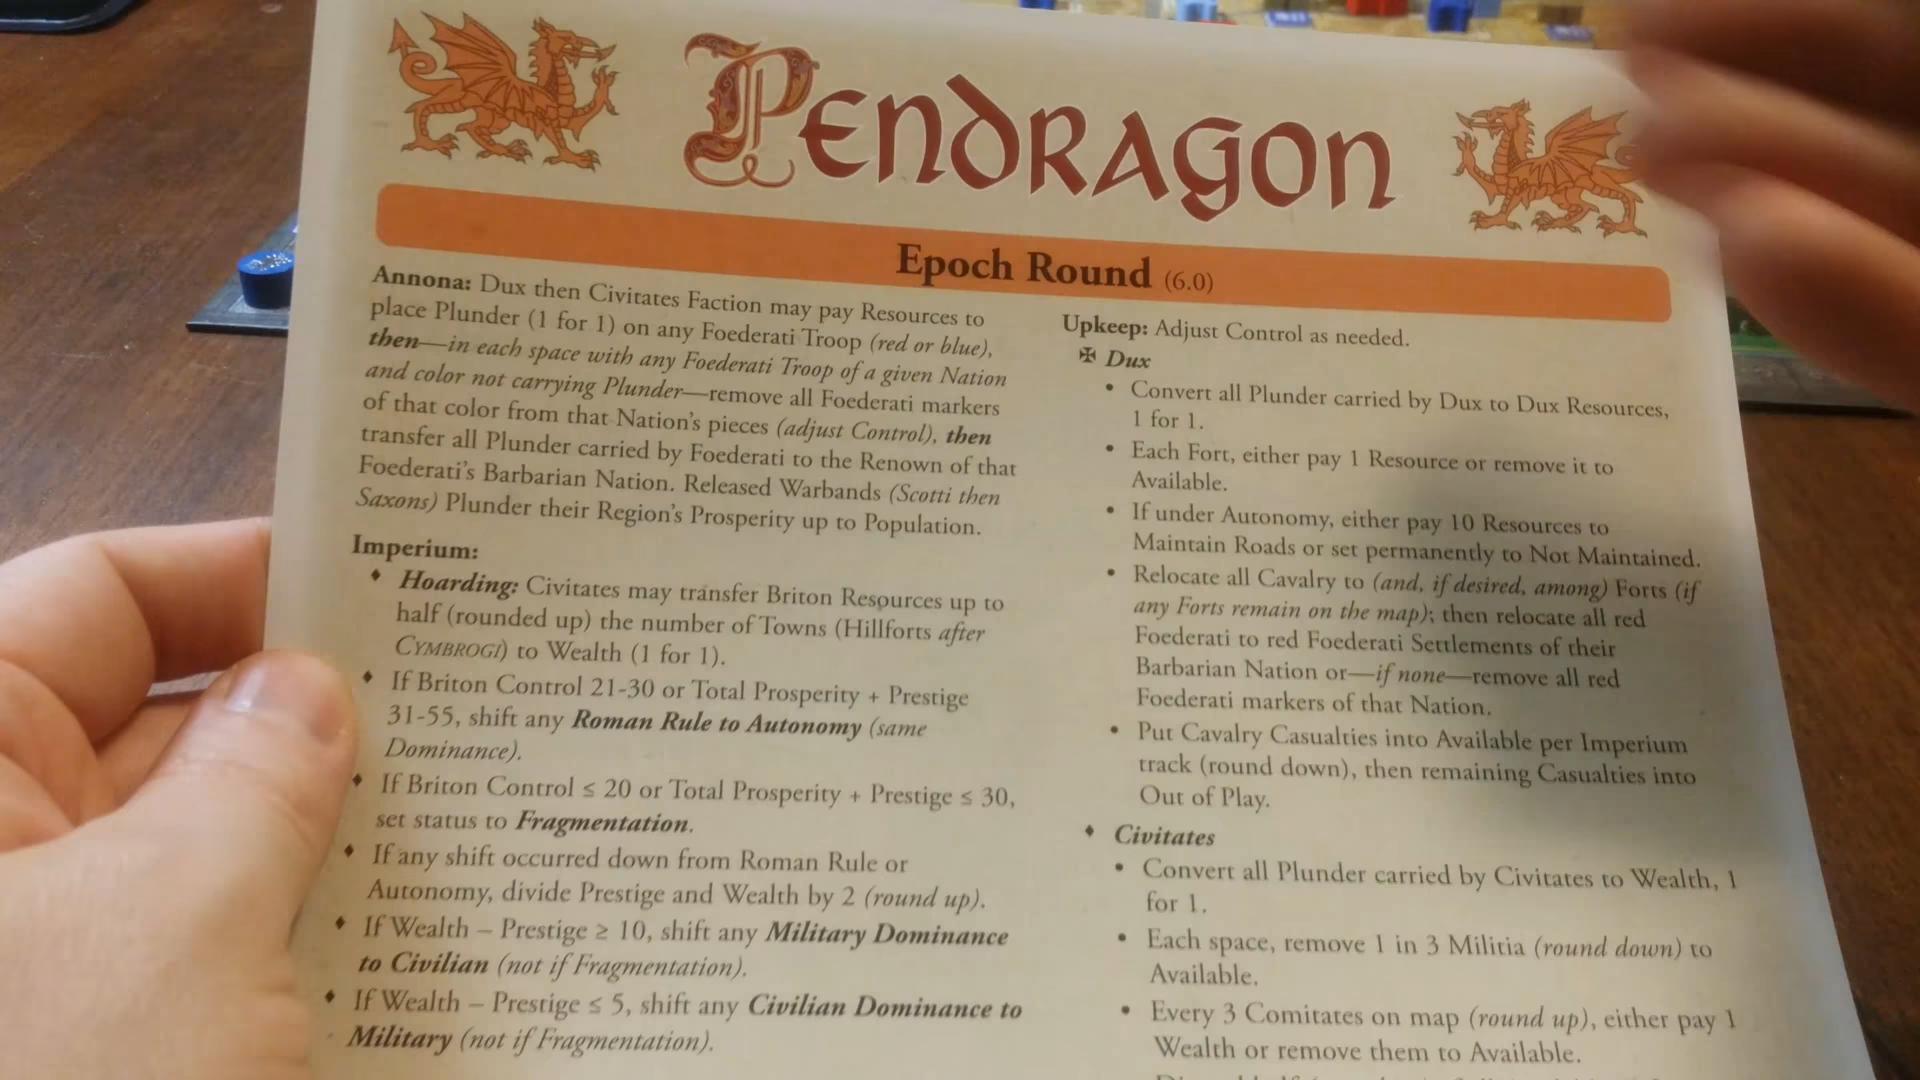 Pendragon
Epoch Round (6.0)
Annona: Dux then Civitates Faction may pay Resources to
place Plunder (1 for 1) on any Foederati Troop (red or blue),
then—in each space with any Foederati Troop of a given Nation
and color not carrying Plunder—remove all Foederati markers
of that color from that Nation's pieces (adjust Control), then
transfer all Plunder carried by Foederati to the Renown of that
Foederati's Barbarian Nation. Released Warbands (Scotti then
Saxons) Plunder their Region's Prosperity up to Population.
Imperium:
♦ Hoarding: Civitates may transfer Briton Resources up to
half (rounded up) the number of Towns (Hillforts after
CYMBROGI) to Wealth (1 for 1).
♦ If Briton Control 21-30 or Total Prosperity + Prestige
31-55, shift any Roman Rule to Autonomy (same
Dominance).
♦ If Briton Control ≤ 20 or Total Prosperity + Prestige ≤ 30,
set status to Fragmentation.
♦ If any shift occurred down from Roman Rule or
Autonomy, divide Prestige and Wealth by 2 (round up).
♦ If Wealth – Prestige ≥ 10, shift any Military Dominance
to Civilian (not if Fragmentation).
♦ If Wealth – Prestige ≤ 5, shift any Civilian Dominance to
Military (not if Fragmentation).
Upkeep: Adjust Control as needed.
✠ Dux
• Convert all Plunder carried by Dux to Dux Resources,
1 for 1.
• Each Fort, either pay 1 Resource or remove it to
Available.
• If under Autonomy, either pay 10 Resources to
Maintain Roads or set permanently to Not Maintained.
• Relocate all Cavalry to (and, if desired, among) Forts (if
any Forts remain on the map); then relocate all red
Foederati to red Foederati Settlements of their
Barbarian Nation or—if none—remove all red
Foederati markers of that Nation.
• Put Cavalry Casualties into Available per Imperium
track (round down), then remaining Casualties into
Out of Play.
♦ Civitates
• Convert all Plunder carried by Civitates to Wealth, 1
for 1.
• Each space, remove 1 in 3 Militia (round down) to
Available.
• Every 3 Comitates on map (round up), either pay 1
Wealth or remove them to Available.